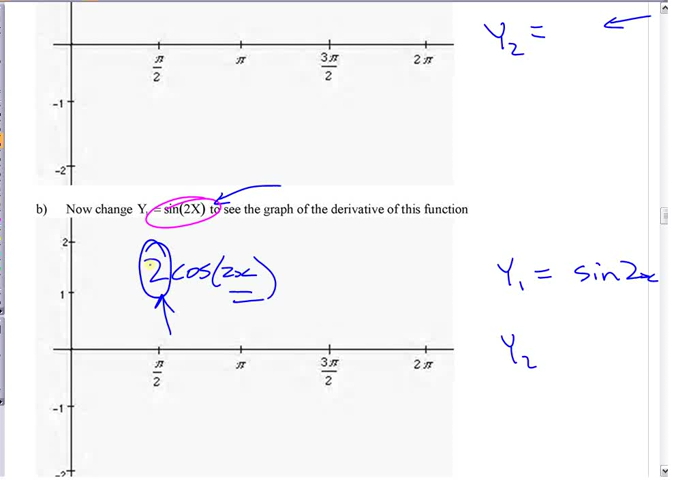 Y₂ =
π/2 π 3π/2 2π
-1
-2
b) Now change Y₁ = sin(2X) to see the graph of the derivative of this function
2
2cos(2x)
1
Y₁ = sin2x
π/2 π 3π/2 2π
Y₂
-1
-2